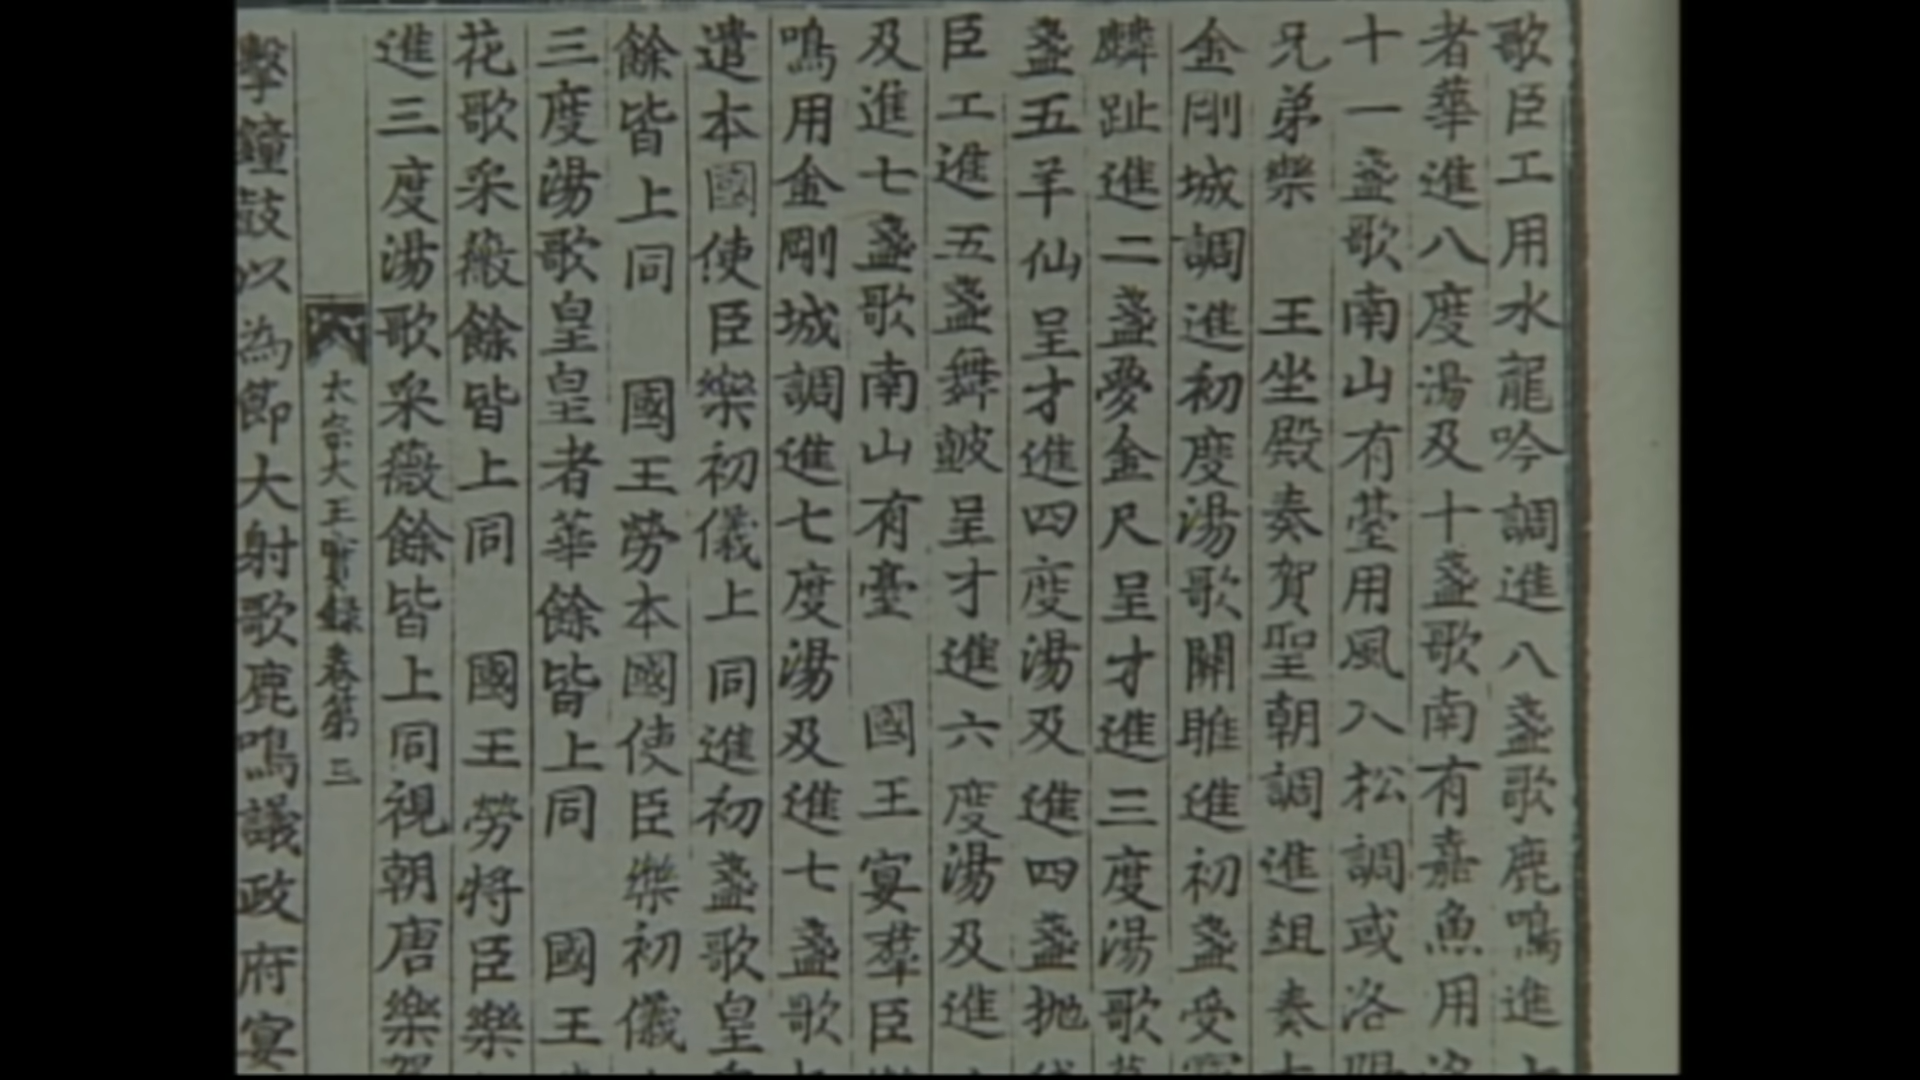 歌臣工用水龍吟調進八盞歌鹿鳴進
者華進八度湯及十盞歌南有嘉魚用洛
十一盞歌南山有臺用風入松調或洛陽
兄弟樂 王坐殿奏賀聖朝調進俎奏
金剛城調進初度湯歌關雎進初盞受
麟趾進二盞夢金尺呈才進三度湯歌
盞五羊仙呈才進四度湯及進四盞抛
臣工進五盞舞鼓呈才進六度湯及進
及進七盞歌南山有臺 國王宴羣臣
鳴用金剛城調進七度湯及進七盞歌
遣本國使臣樂初儀上同進初盞歌皇
餘皆上同 國王勞本國使臣樂初儀
三度湯歌皇皇者華餘皆上同 國王
花歌采薇餘皆上同 國王勞將臣樂
進三度湯歌采薇餘皆上同視朝唐樂
太宗大王實録卷第三
擊鐘鼓以為節大射歌鹿鳴議政府宴